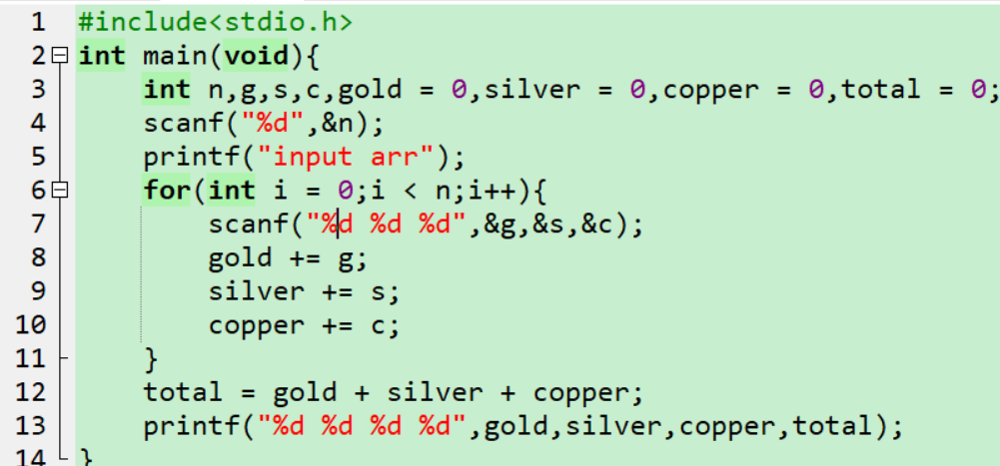 1 #include<stdio.h>
2 int main(void){
3 int n,g,s,c,gold = 0,silver = 0,copper = 0,total = 0;
4 scanf("%d",&n);
5 printf("input arr");
6 for(int i = 0;i < n;i++){
7 scanf("%d %d %d",&g,&s,&c);
8 gold += g;
9 silver += s;
10 copper += c;
11 }
12 total = gold + silver + copper;
13 printf("%d %d %d %d",gold,silver,copper,total);
14 }